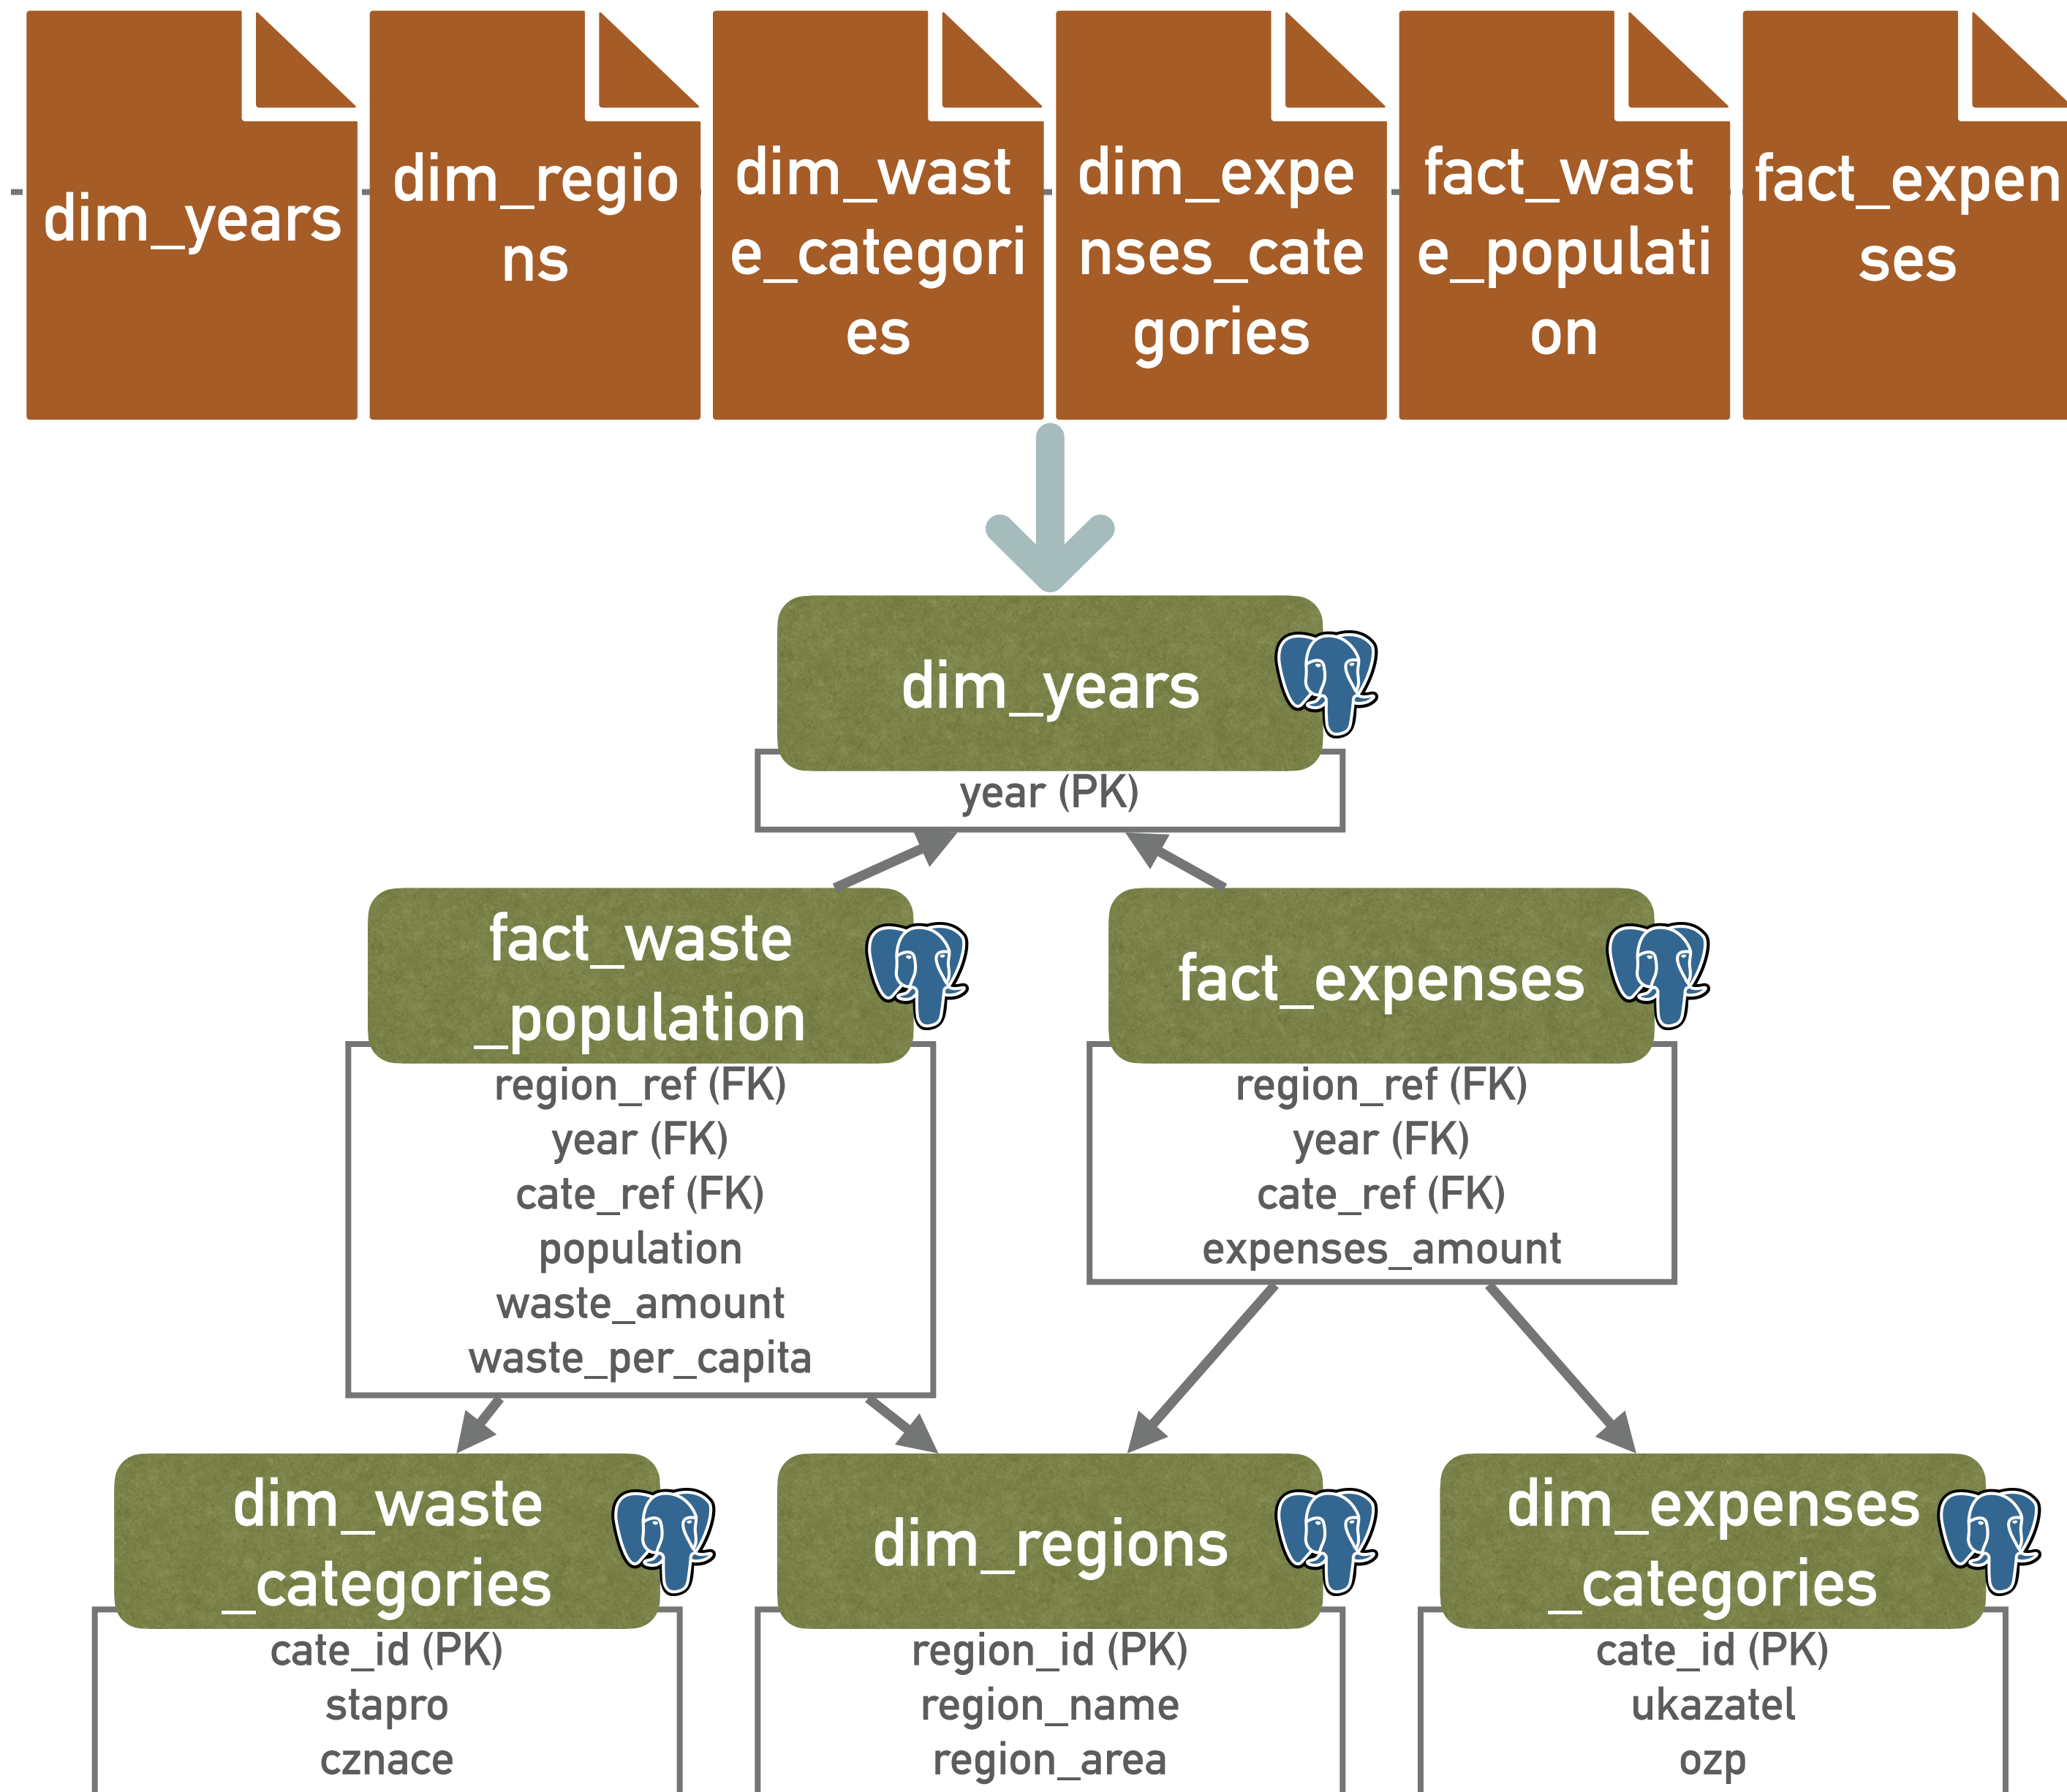 dim_years
dim_regio
ns
dim_wast
e_categori
es
dim_expe
nses_cate
gories
fact_wast
e_populati
on
fact_expen
ses
dim_years
year (PK)
fact_waste
_population
region_ref (FK)
year (FK)
cate_ref (FK)
population
waste_amount
waste_per_capita
fact_expenses
region_ref (FK)
year (FK)
cate_ref (FK)
expenses_amount
dim_waste
_categories
cate_id (PK)
stapro
cznace
dim_regions
region_id (PK)
region_name
region_area
dim_expenses
_categories
cate_id (PK)
ukazatel
ozp